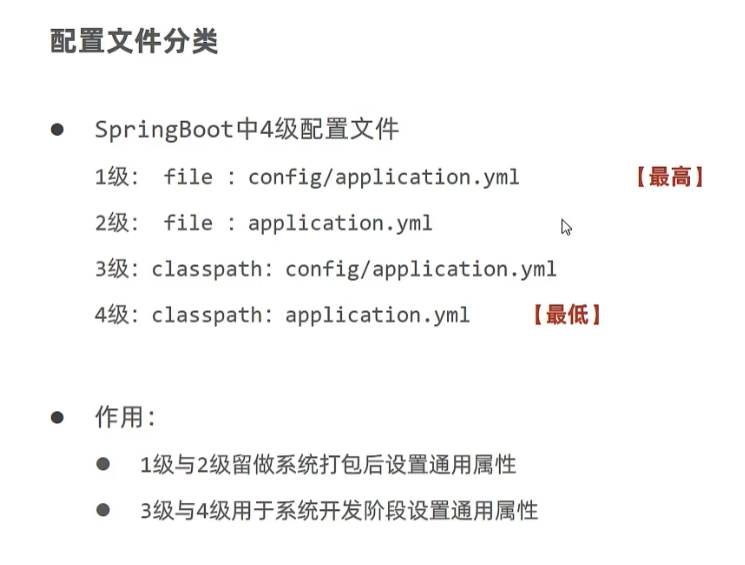 配置文件分类
● SpringBoot中4级配置文件
1级： file ：config/application.yml 【最高】
2级： file ：application.yml
3级：classpath：config/application.yml
4级：classpath：application.yml 【最低】
● 作用：
● 1级与2级留做系统打包后设置通用属性
● 3级与4级用于系统开发阶段设置通用属性